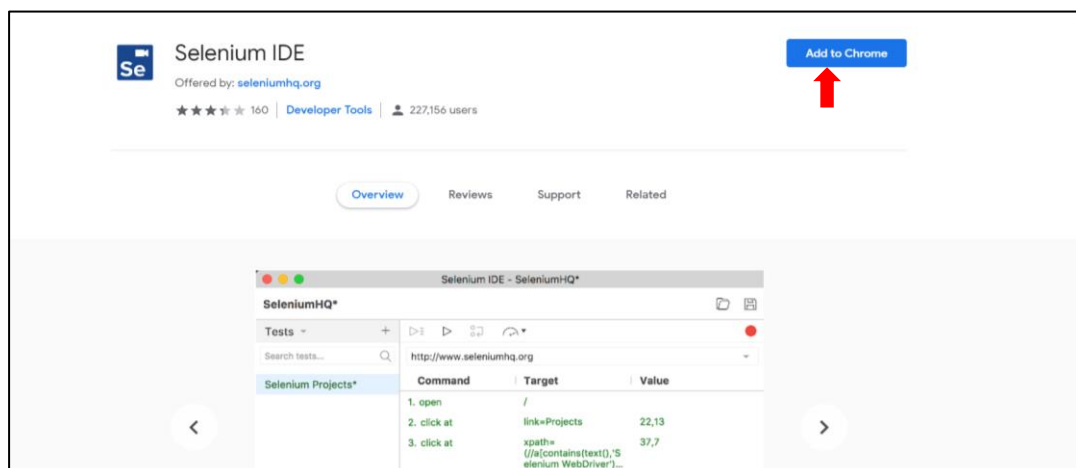 Se
Selenium IDE
Add to Chrome
Offered by: seleniumhq.org
160 Developer Tools 227,156 users
Overview Reviews Support Related
Selenium IDE - SeleniumHQ*
SeleniumHQ*
Tests
Search tests...
http://www.seleniumhq.org
Selenium Projects*
Command Target Value
1. open /
2. click at link=Projects 22,13
3. click at xpath= 37,7
(//a[contains(text(),'S
elenium WebDriver')...